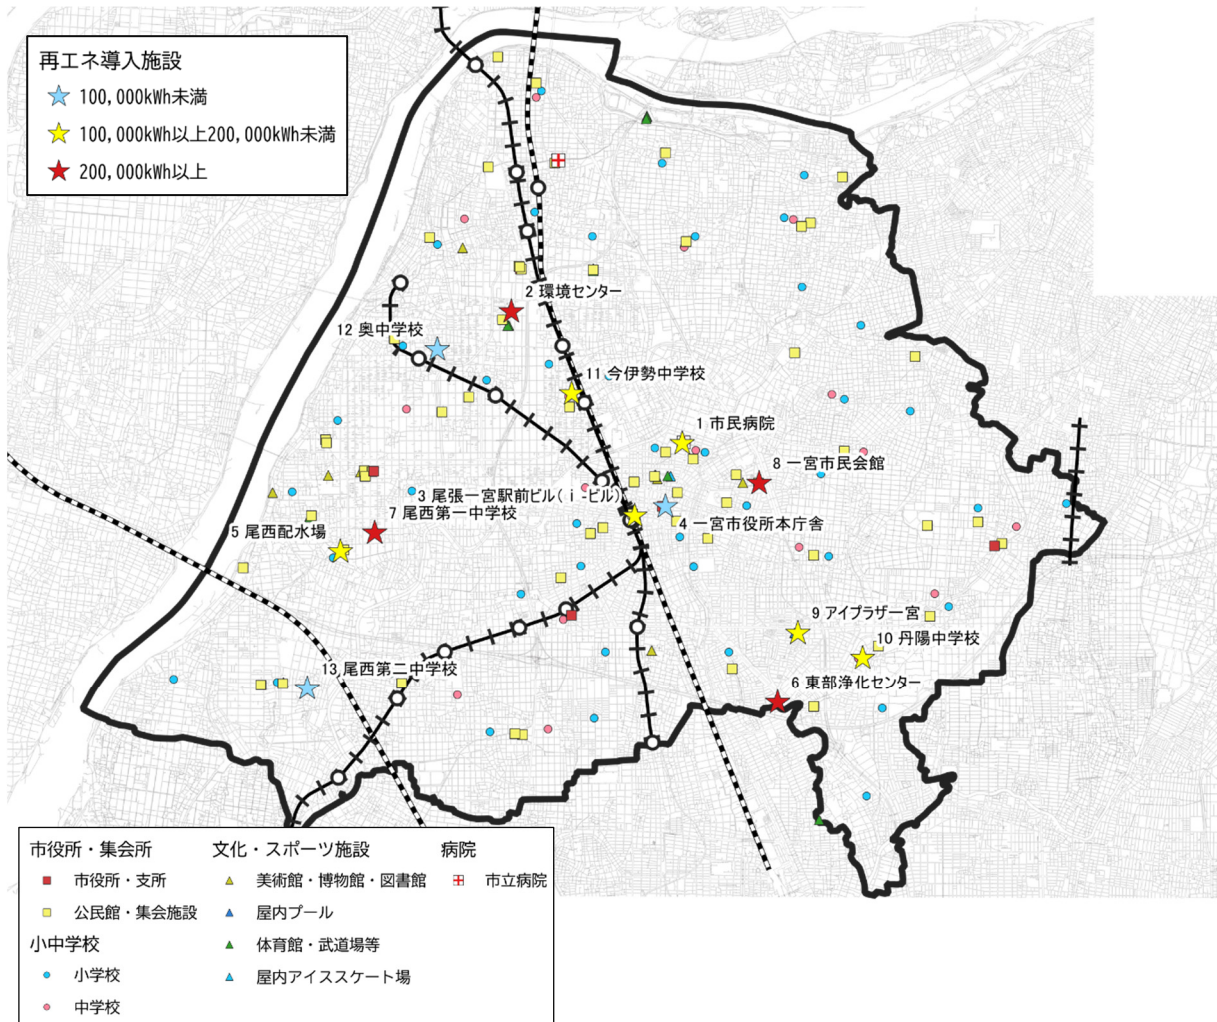 再エネ導入施設
100,000kWh未満
100,000kWh以上200,000kWh未満
200,000kWh以上
2 環境センター
12 奥中学校
11 今伊勢中学校
1 市民病院
8 一宮市民会館
3 尾張一宮駅前ビル(i-ビル)
7 尾西第一中学校
4 一宮市役所本庁舎
5 尾西配水場
9 アイプラザ一宮
10 丹陽中学校
13 尾西第二中学校
6 東部浄化センター
市役所・集会所
市役所・支所
公民館・集会施設
小中学校
小学校
中学校
文化・スポーツ施設
美術館・博物館・図書館
屋内プール
体育館・武道場等
屋内アイススケート場
病院
市立病院